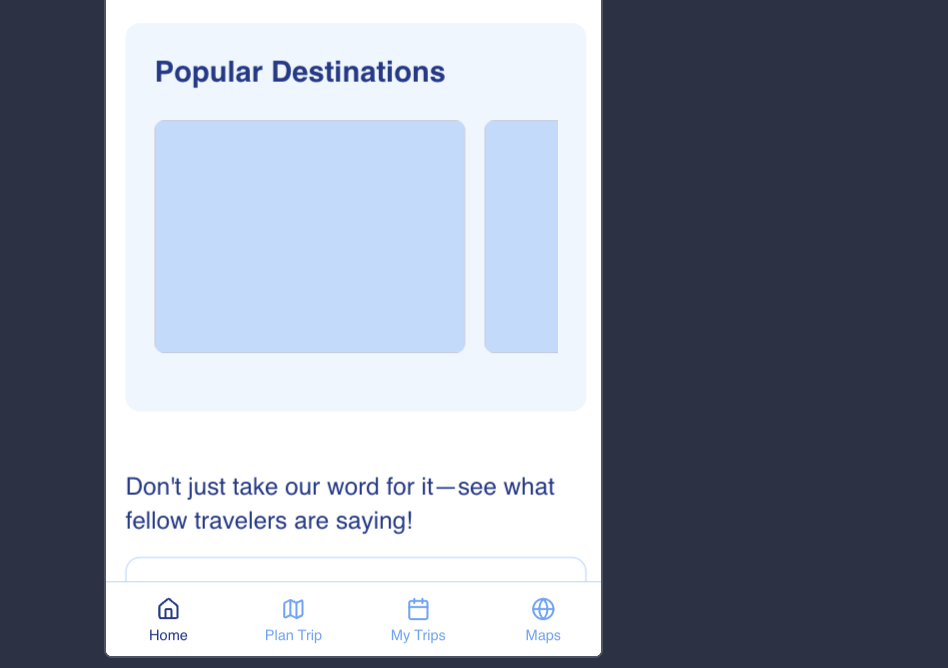 Popular Destinations
Don't just take our word for it—see what
fellow travelers are saying!
Home
Plan Trip
My Trips
Maps